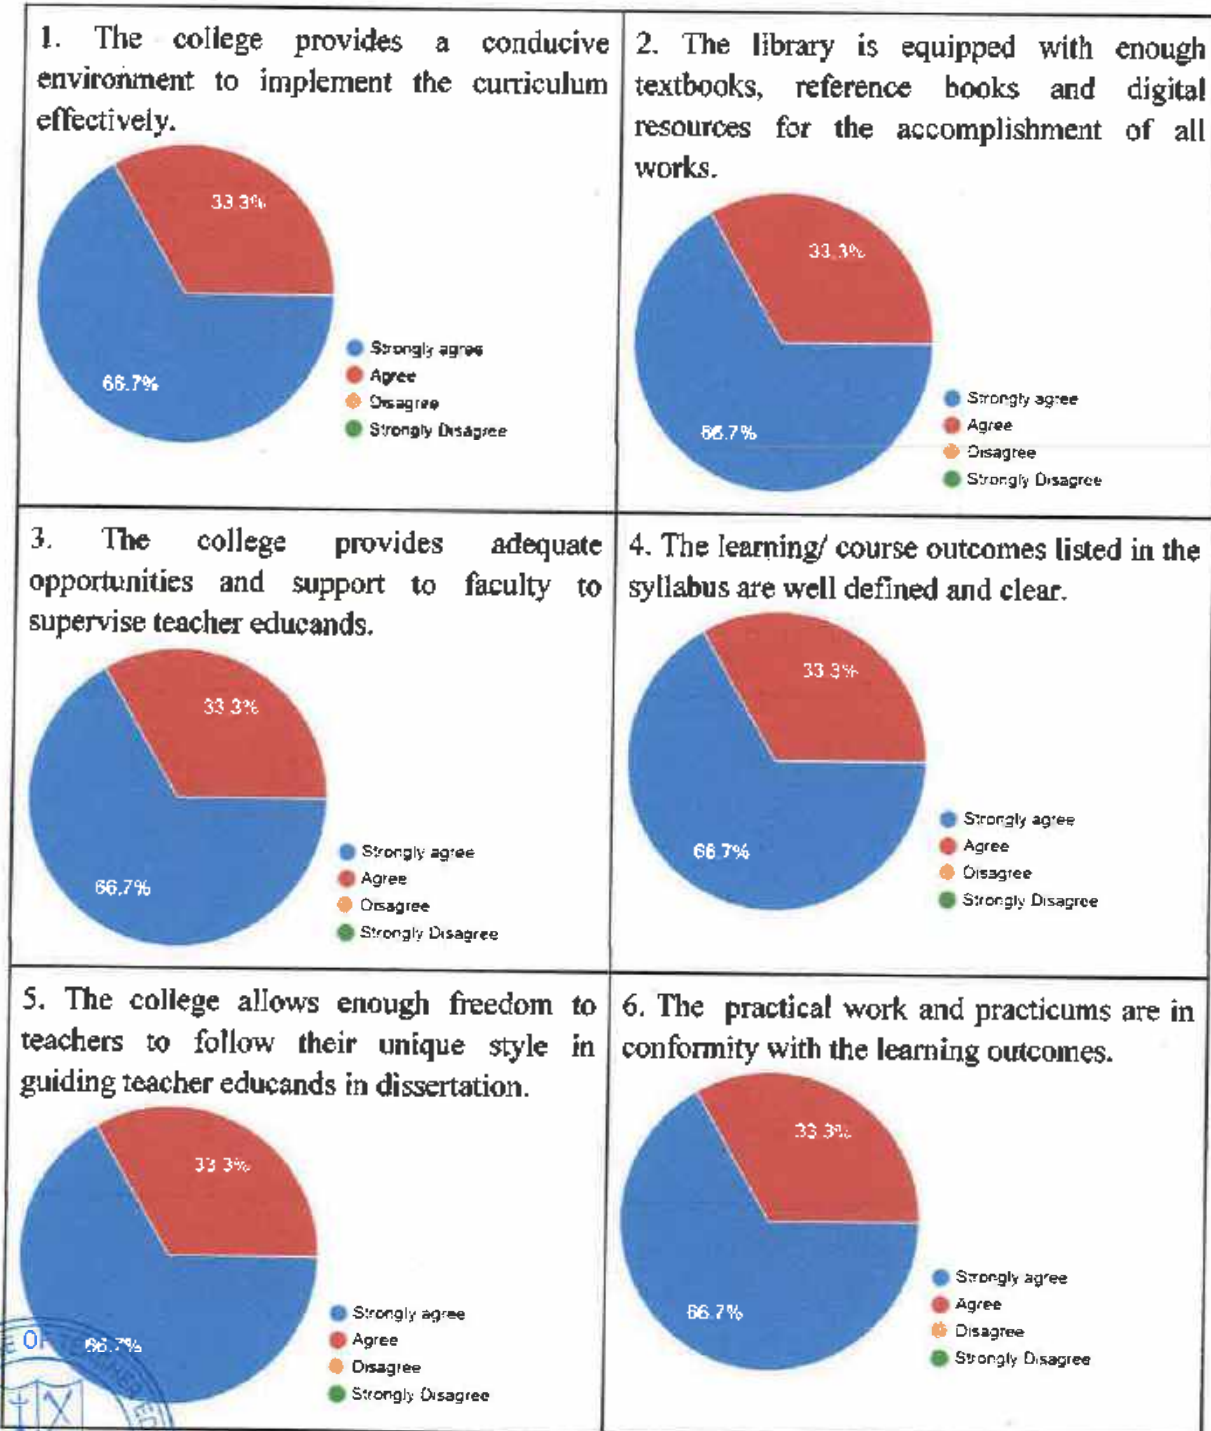 1. The college provides a conducive
environment to implement the curriculum
effectively.
33.3%
66.7%
Strongly agree
Agree
Disagree
Strongly Disagree
2. The library is equipped with enough
textbooks, reference books and digital
resources for the accomplishment of all
works.
33.3%
66.7%
Strongly agree
Agree
Disagree
Strongly Disagree
3. The college provides adequate
opportunities and support to faculty to
supervise teacher educands.
33.3%
66.7%
Strongly agree
Agree
Disagree
Strongly Disagree
4. The learning/ course outcomes listed in the
syllabus are well defined and clear.
33.3%
66.7%
Strongly agree
Agree
Disagree
Strongly Disagree
5. The college allows enough freedom to
teachers to follow their unique style in
guiding teacher educands in dissertation.
33.3%
66.7%
Strongly agree
Agree
Disagree
Strongly Disagree
OF
6. The practical work and practicums are in
conformity with the learning outcomes.
33.3%
66.7%
Strongly agree
Agree
Disagree
Strongly Disagree